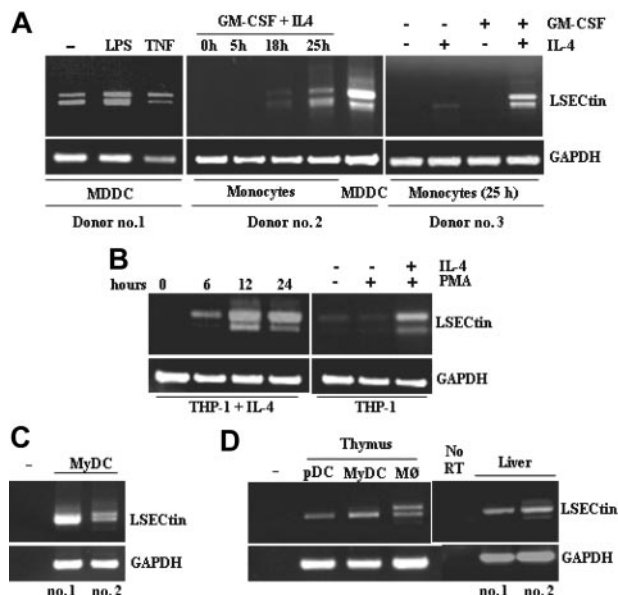 A
GM-CSF + IL4
– LPS TNF
0h 5h 18h 25h
- - + + GM-CSF
- + - + IL-4
LSECtin
GAPDH
MDDC
Monocytes MDDC
Monocytes (25 h)
Donor no.1
Donor no. 2
Donor no. 3
B
hours 0 6 12 24
- - + IL-4
- + + PMA
LSECtin
GAPDH
THP-1 + IL-4
THP-1
C
– MyDC
LSECtin
GAPDH
no.1 no.2
D
Thymus
– pDC MyDC MØ
No RT
Liver
LSECtin
GAPDH
no.1 no. 2